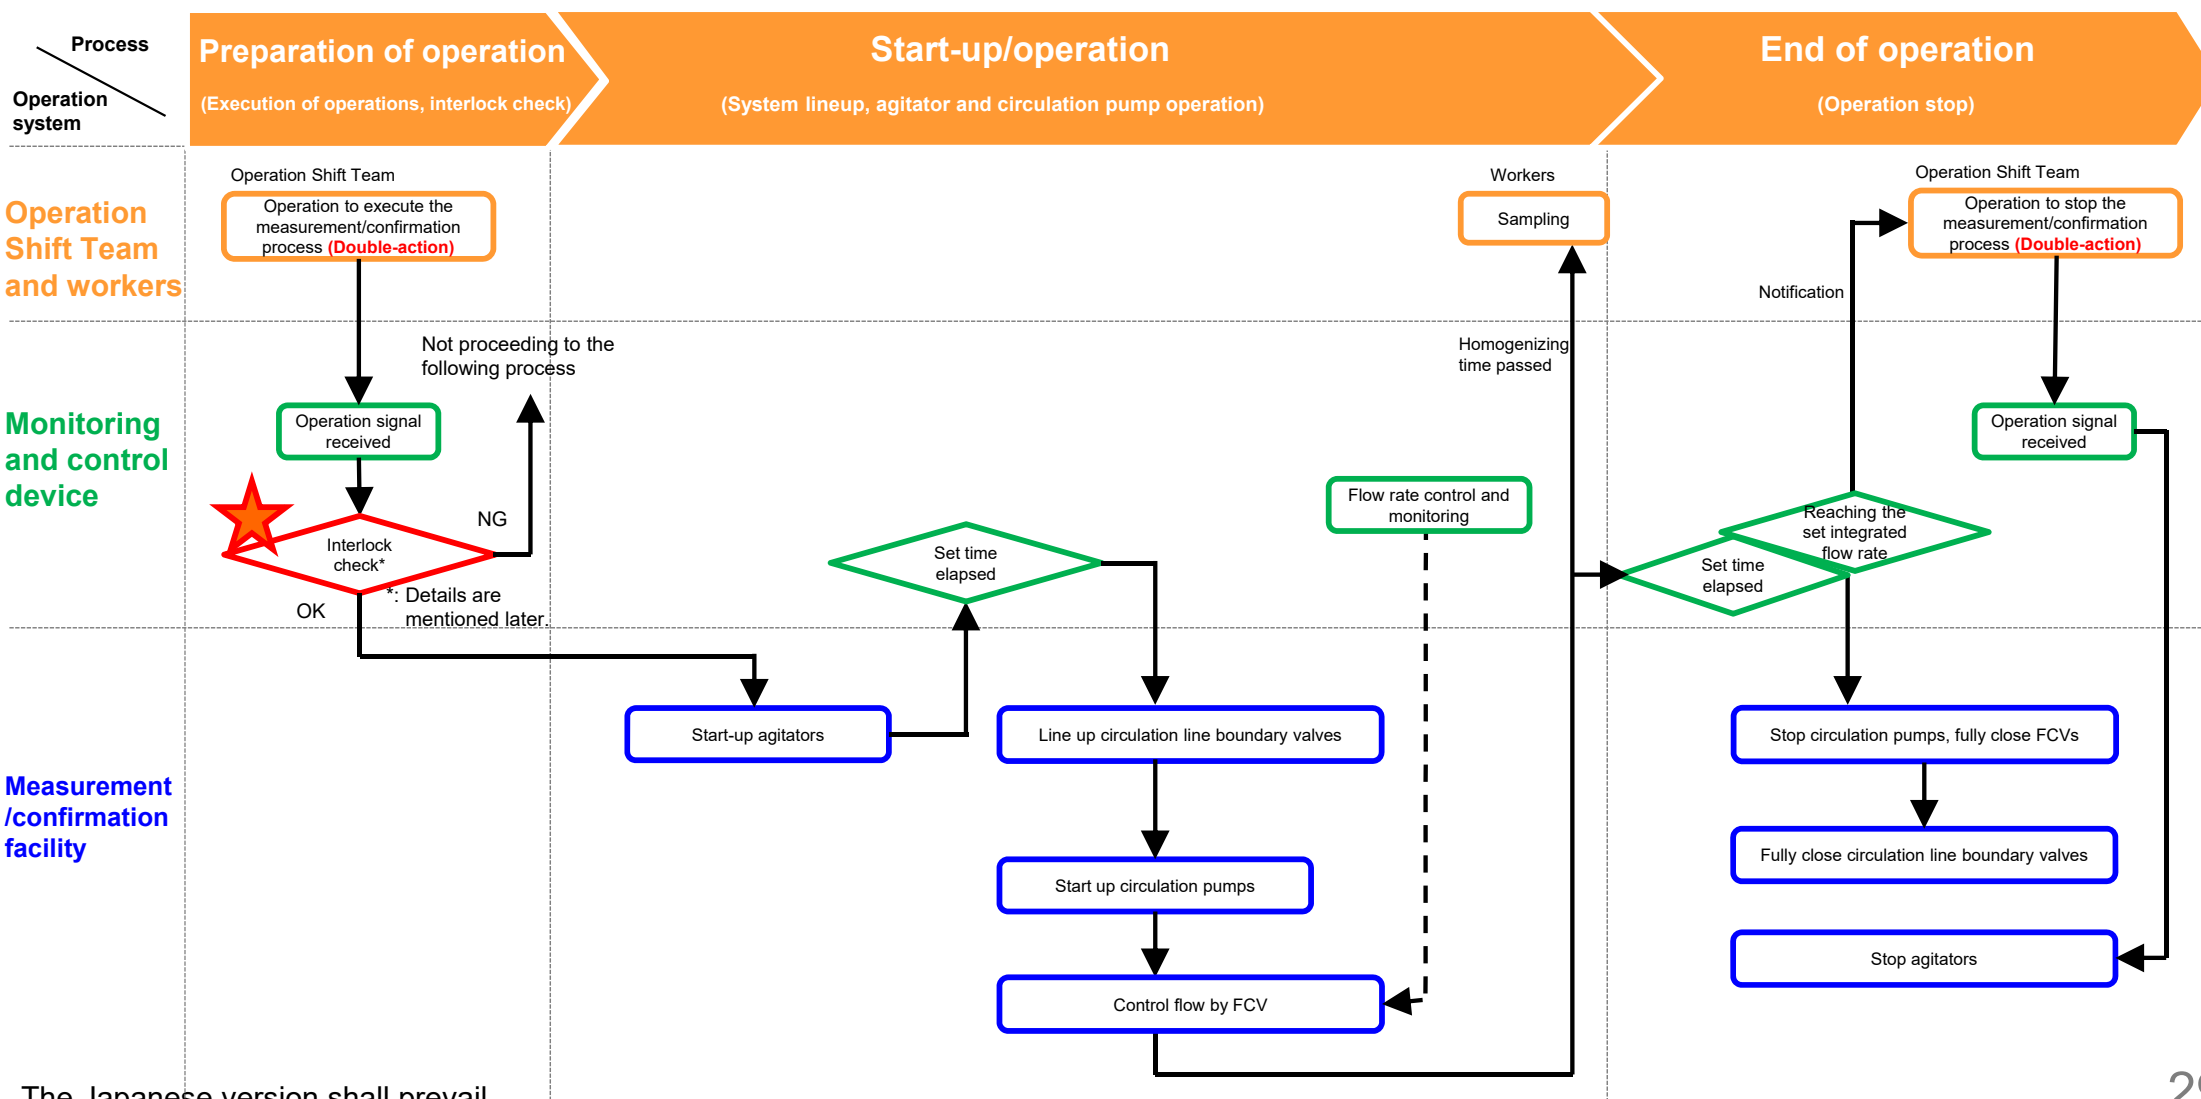 Process
Operation
system
Preparation of operation
(Execution of operations, interlock check)
Start-up/operation
(System lineup, agitator and circulation pump operation)
End of operation
(Operation stop)
Operation
Shift Team
and workers
Operation Shift Team
Operation to execute the
measurement/confirmation
process (Double-action)
Workers
Sampling
Operation Shift Team
Operation to stop the
measurement/confirmation
process (Double-action)
Notification
Monitoring
and control
device
Not proceeding to the
following process
Operation signal
received
NG
Interlock
check*
OK
*: Details are
mentioned later.
Set time
elapsed
Flow rate control and
monitoring
Homogenizing
time passed
Reaching the
set integrated
flow rate
Set time
elapsed
Operation signal
received
Measurement
/confirmation
facility
Start-up agitators
Line up circulation line boundary valves
Start up circulation pumps
Control flow by FCV
Stop circulation pumps, fully close FCVs
Fully close circulation line boundary valves
Stop agitators
The Japanese version shall prevail